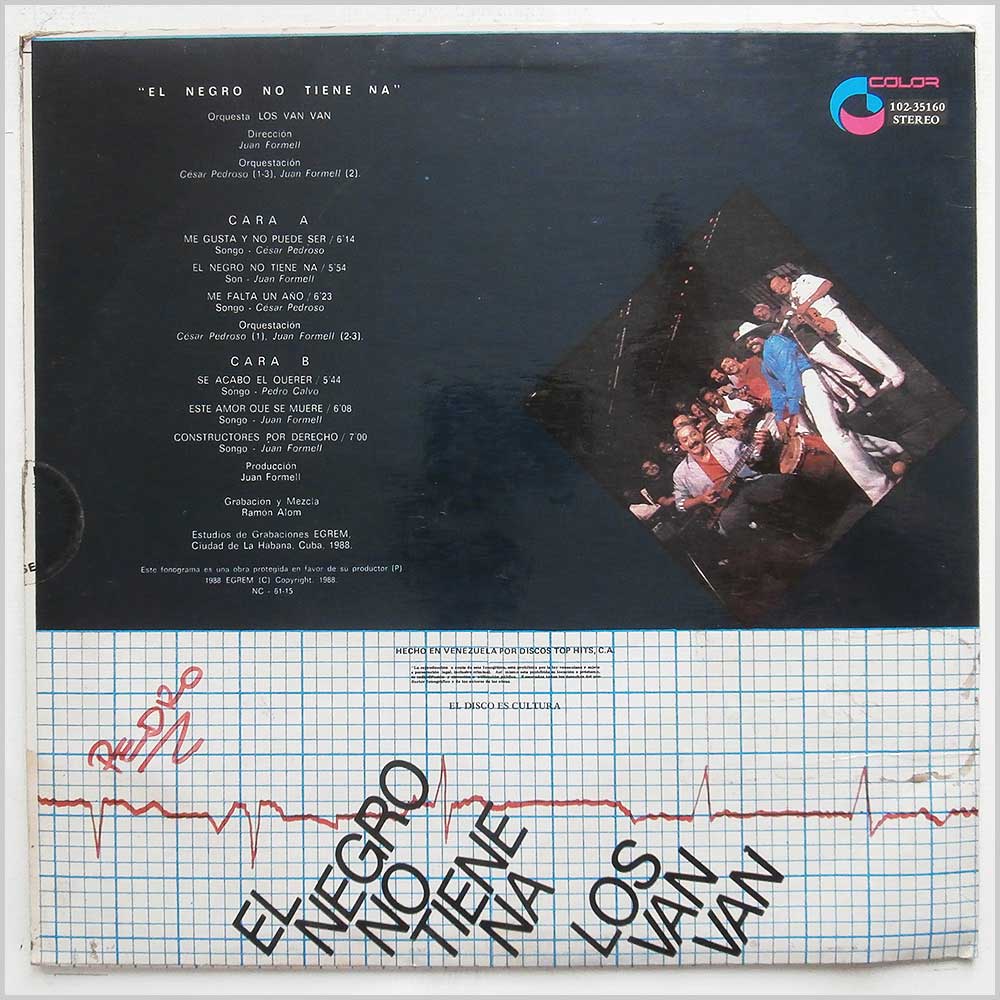 "EL NEGRO NO TIENE NA"
Orquesta LOS VAN VAN
Dirección
Juan Formell
Orquestación
César Pedroso (1-3), Juan Formell (2).
CARA A
ME GUSTA Y NO PUEDE SER / 6'14
Songo - César Pedroso
EL NEGRO NO TIENE NA / 5'54
Son - Juan Formell
ME FALTA UN AÑO / 6'23
Songo - César Pedroso
Orquestación
César Pedroso (1), Juan Formell (2-3).
CARA B
SE ACABO EL QUERER / 5'44
Songo - Pedro Calvo
ESTE AMOR QUE SE MUERE / 6'08
Songo - Juan Formell
CONSTRUCTORES POR DERECHO / 7'00
Songo - Juan Formell
Producción
Juan Formell
Grabacion y Mezcla
Ramón Alom
Estudios de Grabaciones EGREM,
Ciudad de La Habana, Cuba, 1988.
Este fonograma es una obra protegida en favor de su productor (P)
1988 EGREM (C) Copyright. 1988.
NC - 61-15
COLOR
102-35160
STEREO
SE
HECHO EN VENEZUELA POR DISCOS TOP HITS, C.A.
EL DISCO ES CULTURA
PEDRO
EL
NEGRO
NO
TIENE
NA
LOS
VAN
VAN